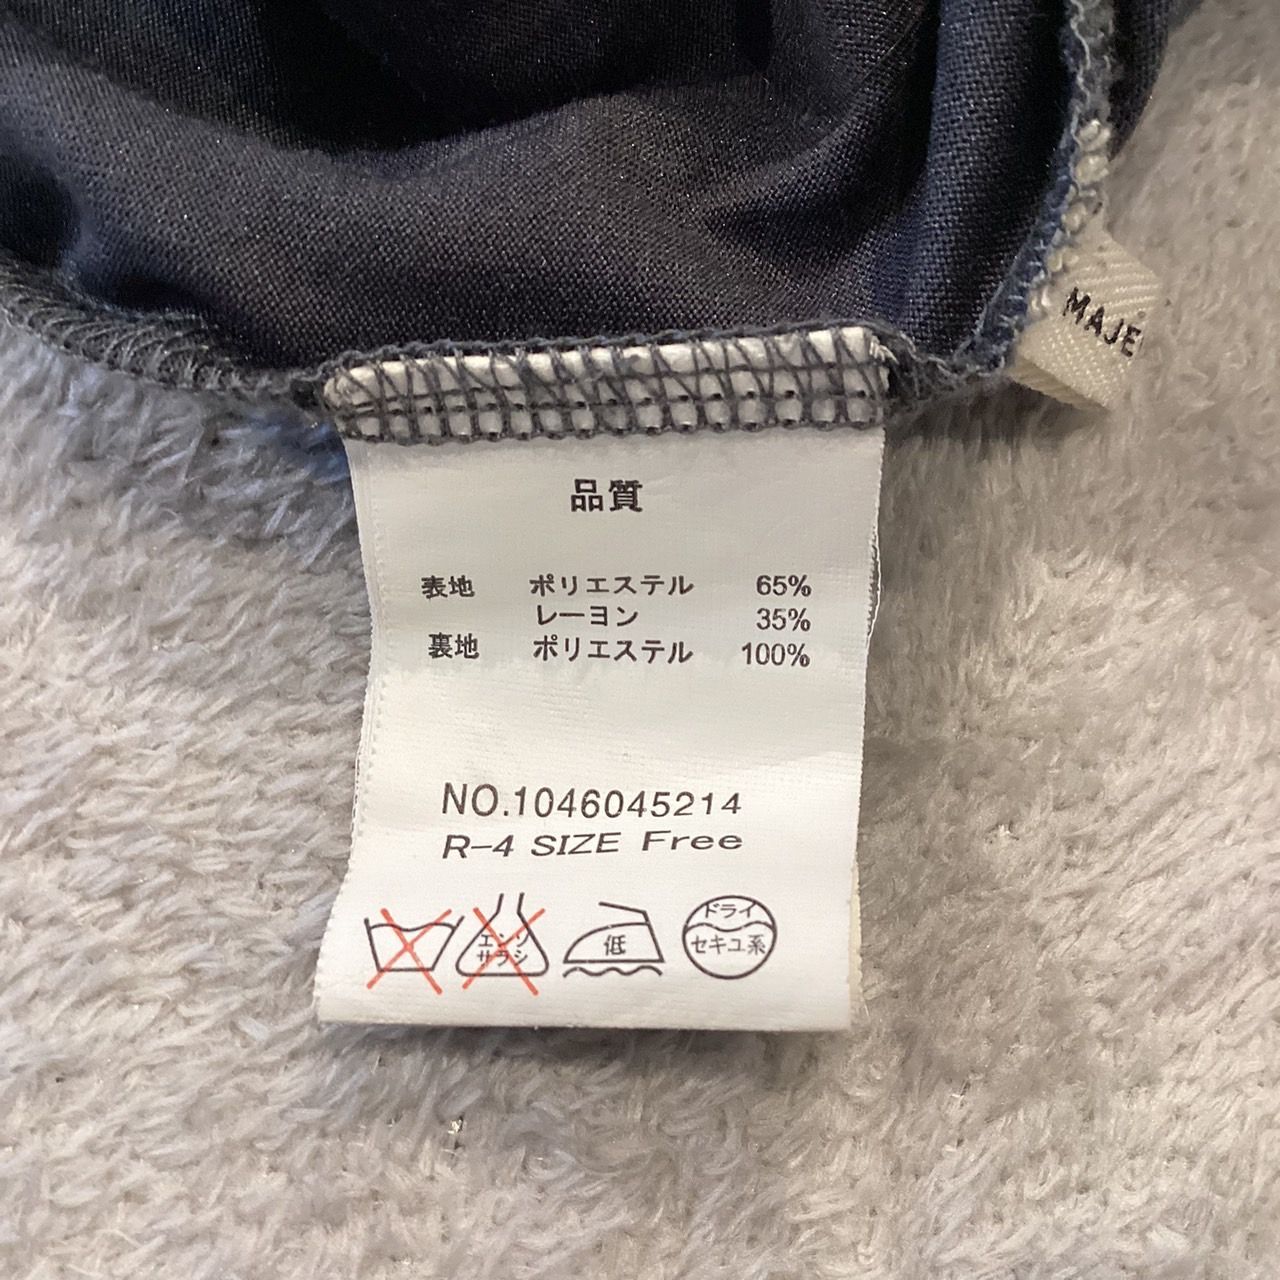 MAJE
品質
表地 ポリエステル 65%
レーヨン 35%
裏地 ポリエステル 100%
NO.1046045214
R-4 SIZE Free
エンソ
サラシ
低
ドライ
セキユ系